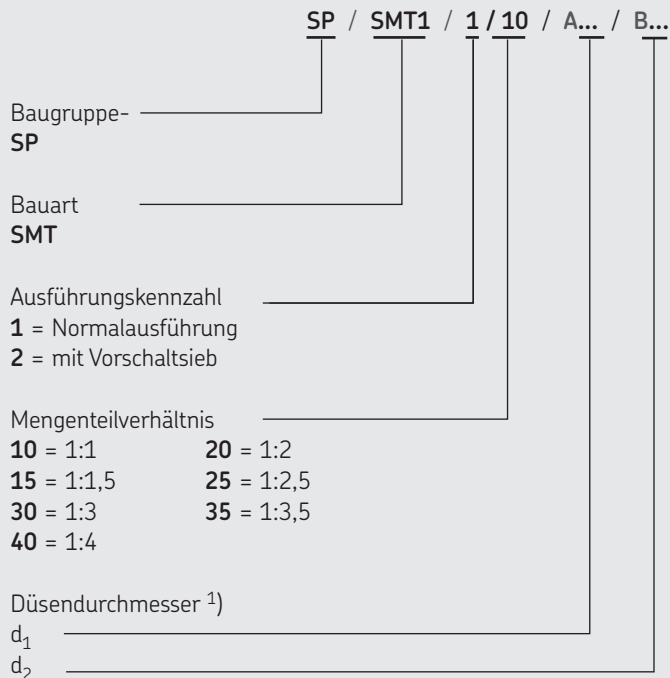 SP / SMT1 / 1 / 10 / A... / B...
Baugruppe-
SP
Bauart
SMT
Ausführungskennzahl
1 = Normalausführung
2 = mit Vorschaltsieb
Mengenteilverhältnis
10 = 1:1 20 = 1:2
15 = 1:1,5 25 = 1:2,5
30 = 1:3 35 = 1:3,5
40 = 1:4
Düsendurchmesser 1)
d1
d2